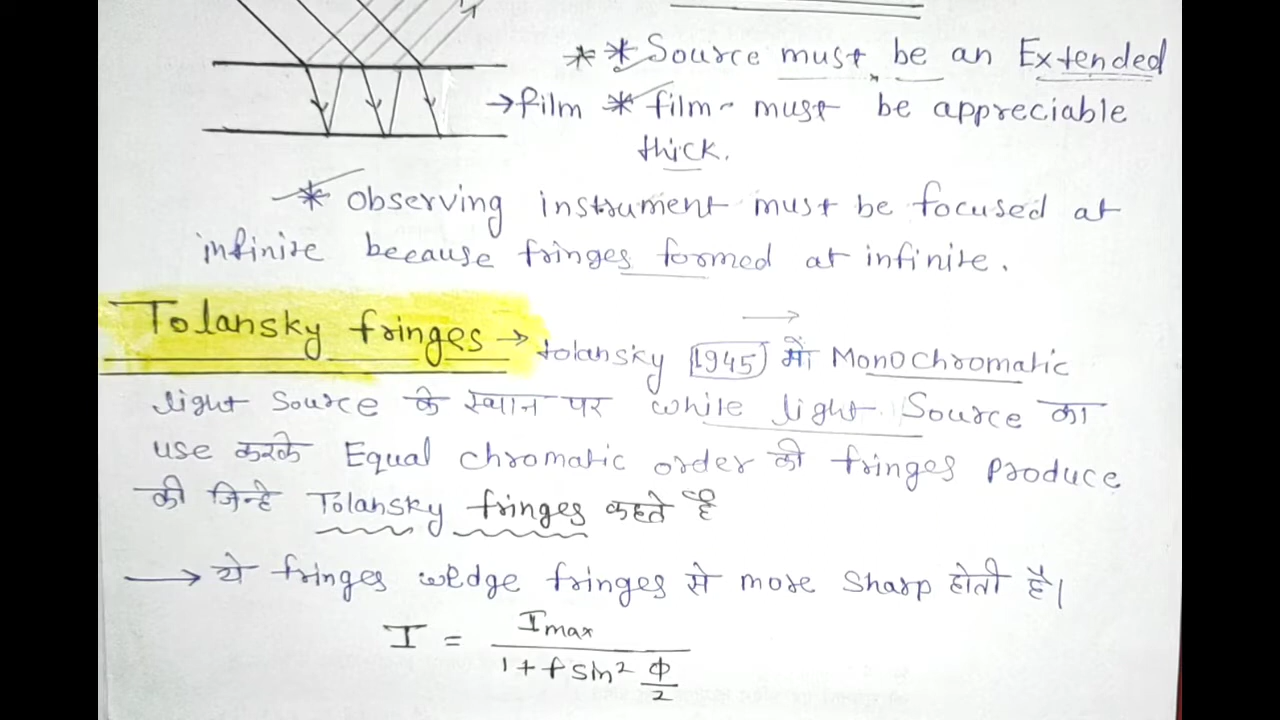 * * Source must be an Extended
→ film * film must be appreciable
thick.
* Observing instrument must be focused at
infinite because fringes formed at infinite.
Tolansky fringes → tolansky 1945 में Monochromatic
light Source के स्थान पर while light Source का
use करके Equal chromatic order की fringes produce
की जिन्हे Tolansky fringes कहते है
→ ये fringes wedge fringes से more sharp होती है।
I = Imax / 1 + f sin² Φ/2